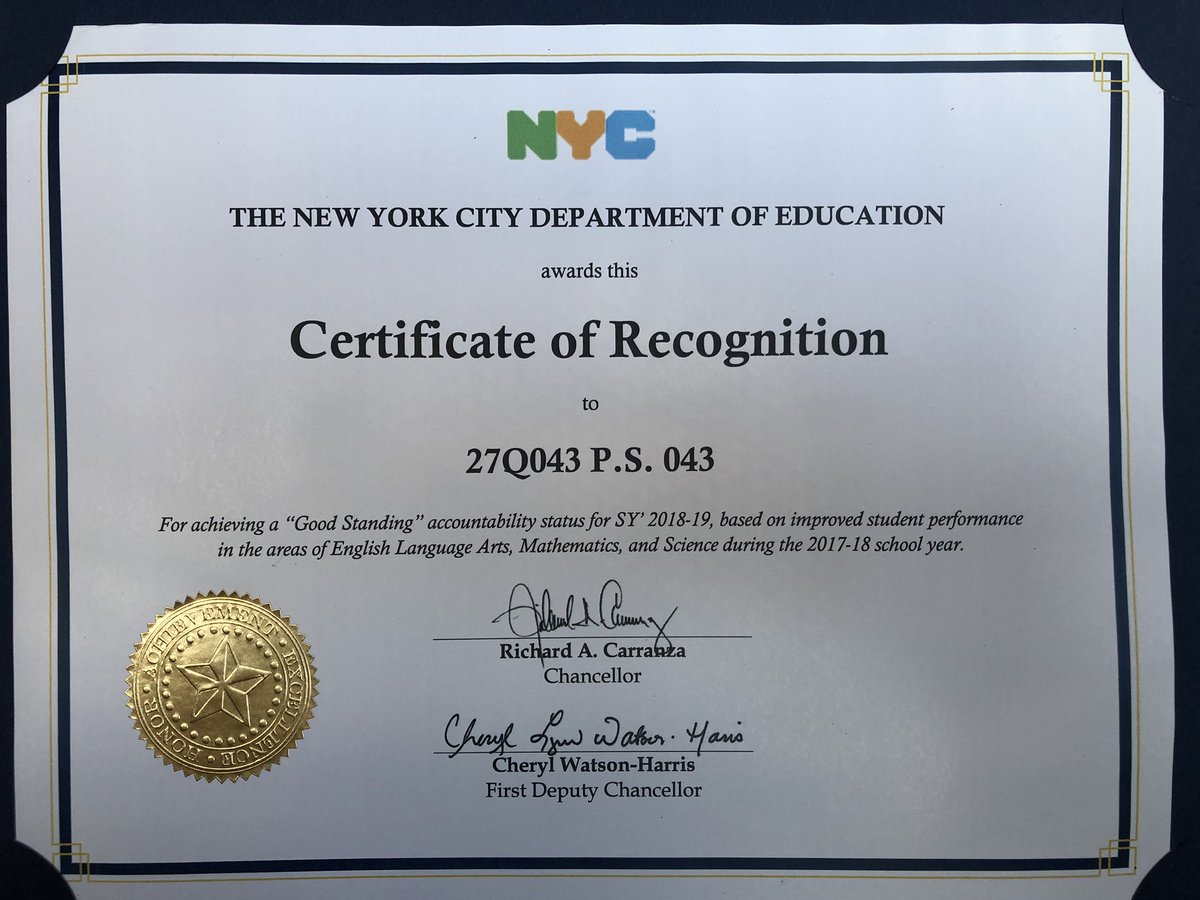 NYC
THE NEW YORK CITY DEPARTMENT OF EDUCATION
awards this
Certificate of Recognition
to
27Q043 P.S. 043
For achieving a “Good Standing” accountability status for SY’ 2018-19, based on improved student performance
in the areas of English Language Arts, Mathematics, and Science during the 2017-18 school year.
Richard A. Carranza
Chancellor
Cheryl Lynn Watson-Harris
Cheryl Watson-Harris
First Deputy Chancellor
ACHIEVEMENT · EXCELLENCE · HONOR ·